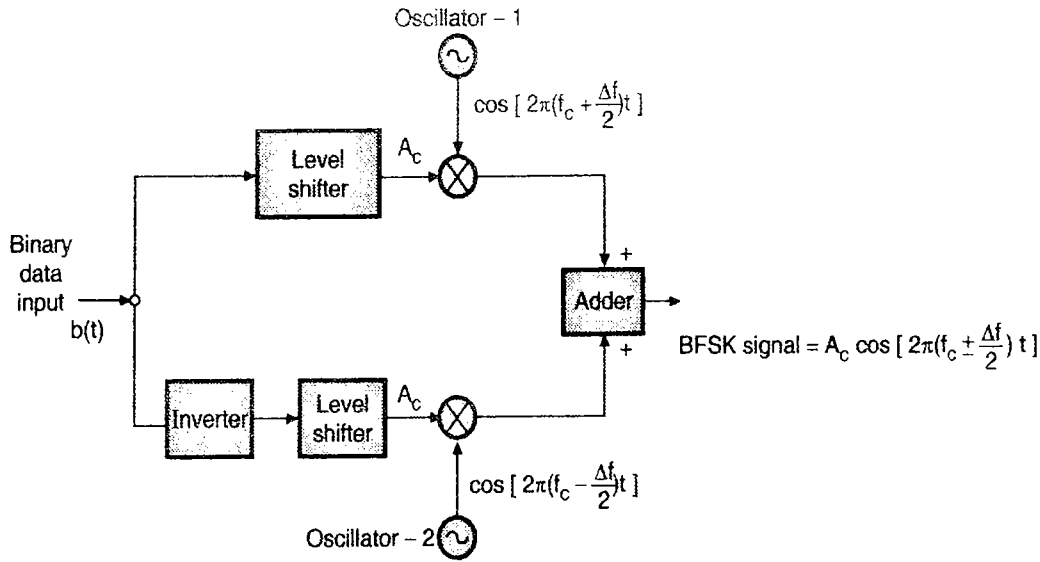 Oscillator – 1
cos [ 2π(f_c + Δf/2)t ]
Level
shifter
A_c
Binary
data
input
b(t)
+
Adder
+
BFSK signal = A_c cos [ 2π(f_c ± Δf/2) t ]
Inverter
Level
shifter
A_c
cos [ 2π(f_c – Δf/2)t ]
Oscillator – 2